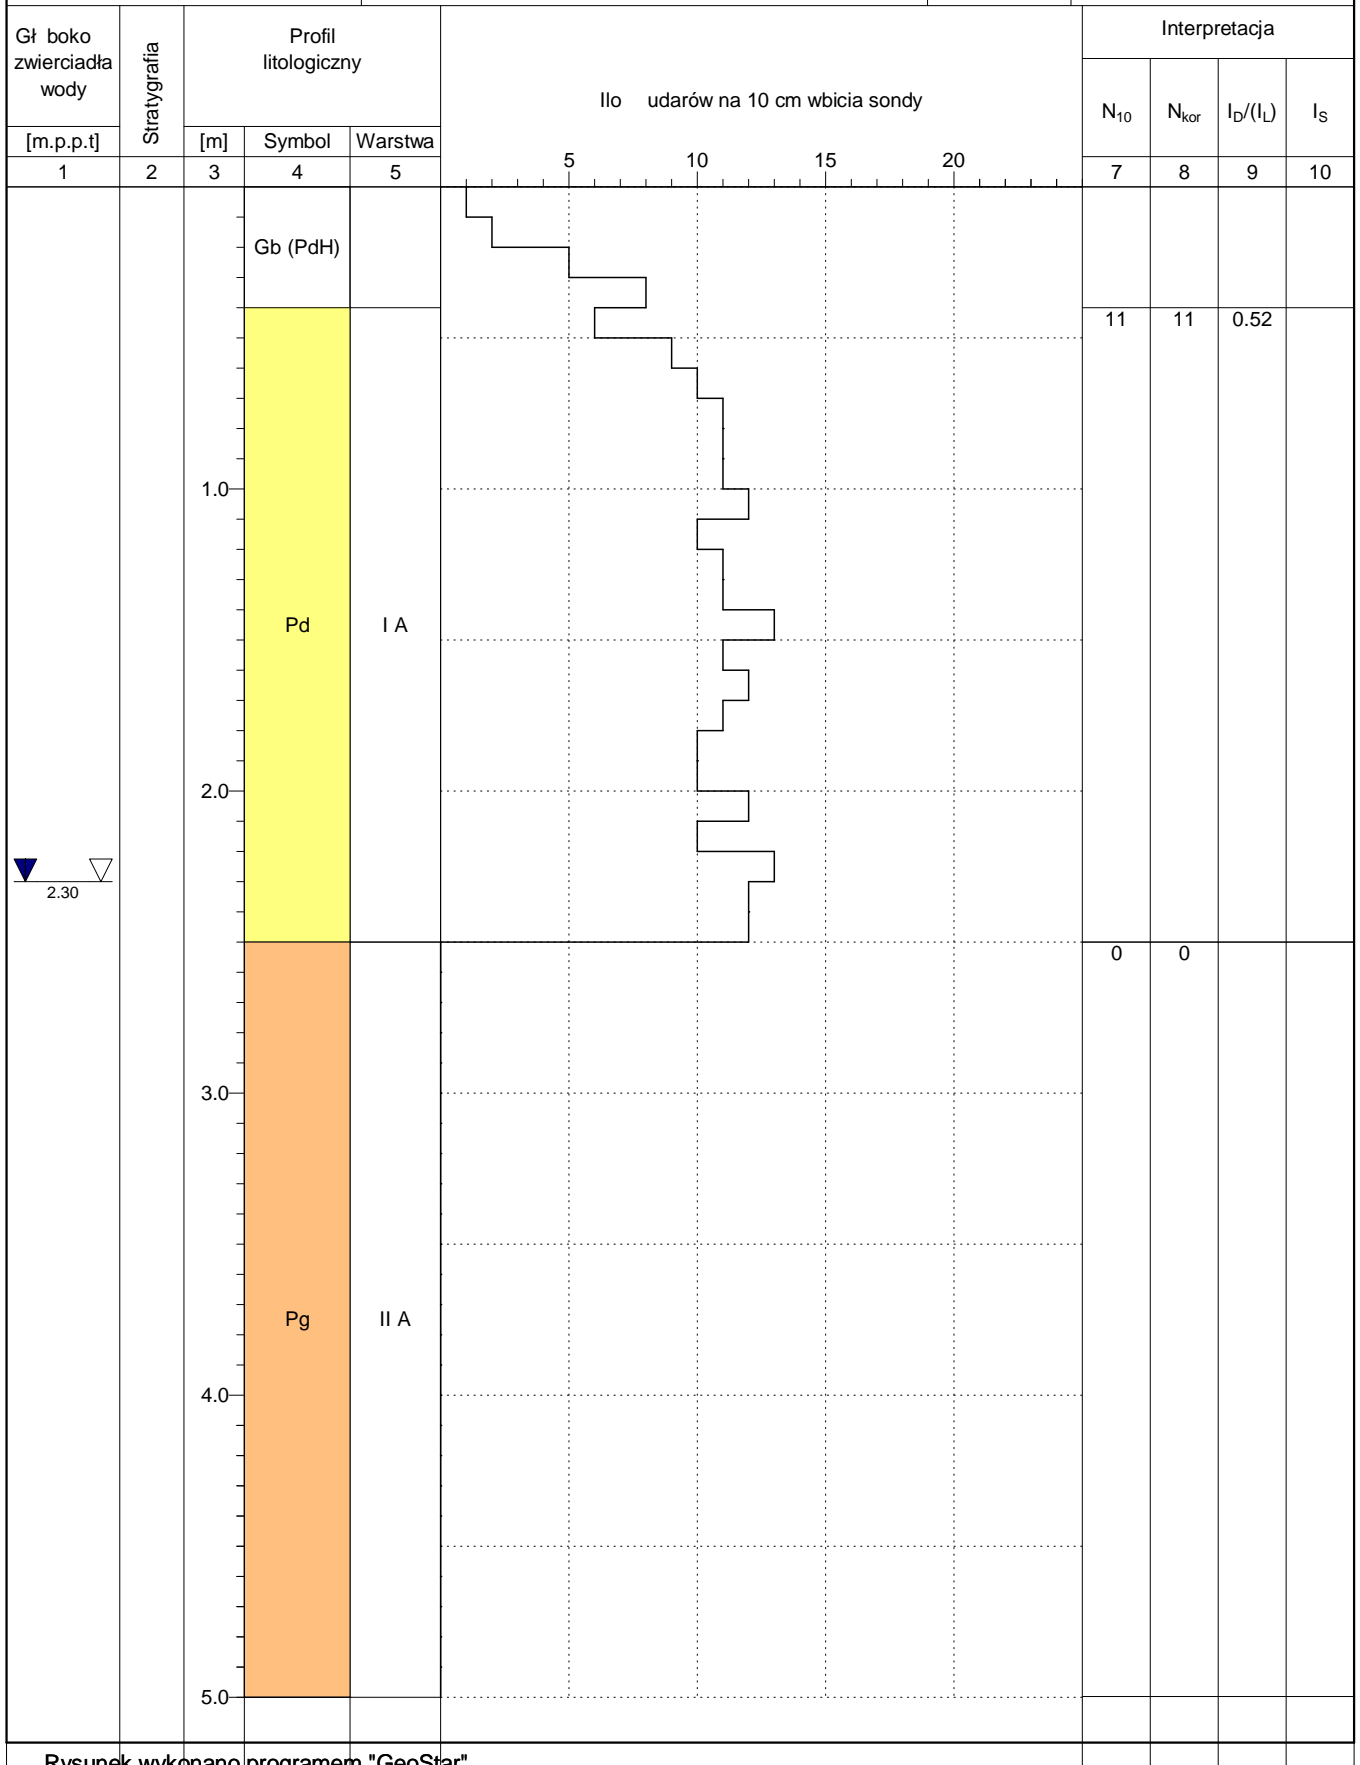 Gł boko
zwierciadła
wody
[m.p.p.t]
Stratygrafia
Profil
litologiczny
[m] Symbol Warstwa
Ilo udarów na 10 cm wbicia sondy
Interpretacja
N10 Nkor ID/(IL) IS
5 10 15 20
1 2 3 4 5 7 8 9 10
Gb (PdH)
11 11 0.52
1.0
Pd I A
2.0
2.30
0 0
3.0
Pg II A
4.0
5.0
Rysunek wykonano programem "GeoStar"